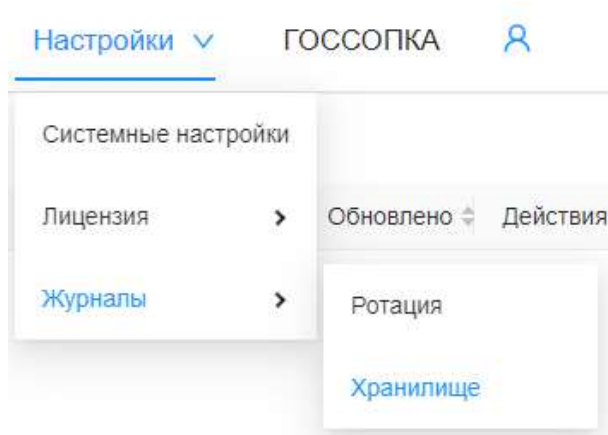 Настройки ГОССОПКА
Системные настройки
Лицензия Обновлено Действия
Журналы Ротация
Хранилище